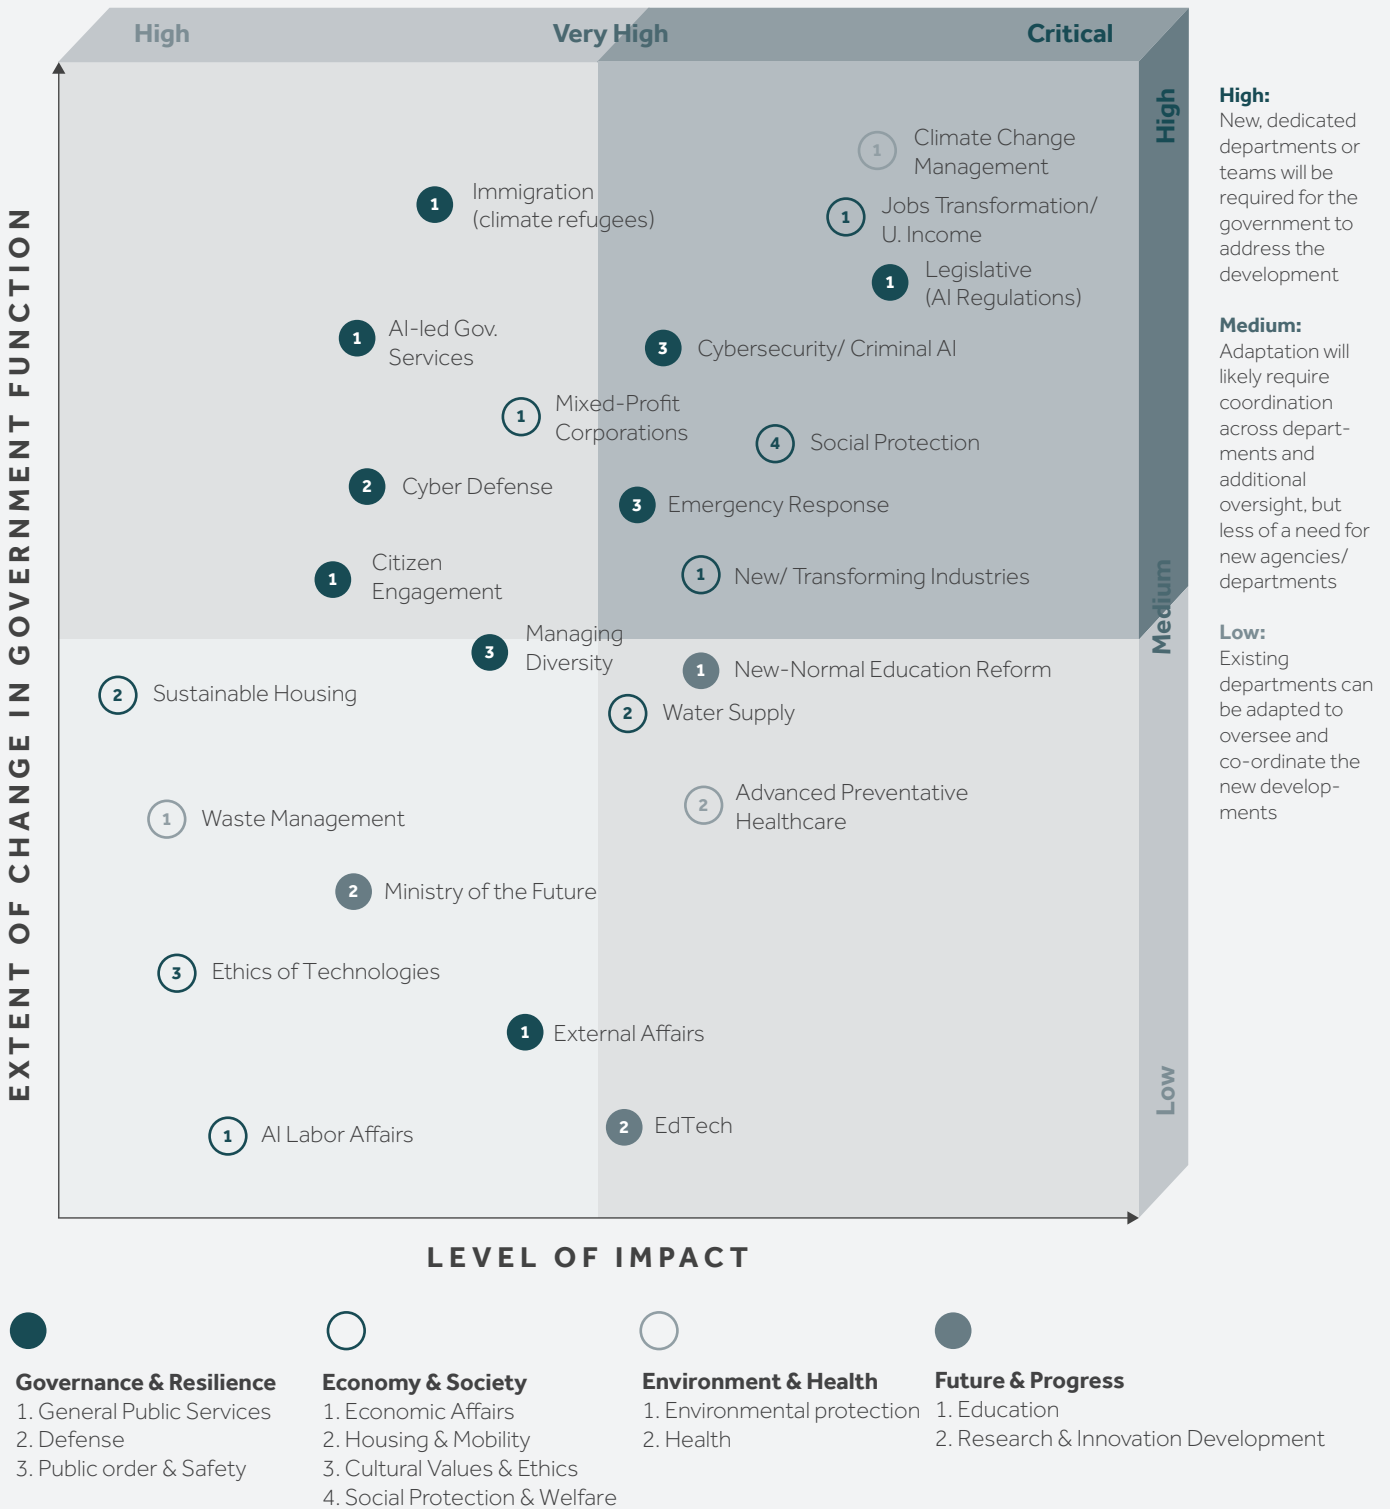 High
Very High
Critical
EXTENT OF CHANGE IN GOVERNMENT FUNCTION
High
Medium
Low
1 Climate Change
Management
1 Immigration
(climate refugees)
1 Jobs Transformation/
U. Income
1 Legislative
(AI Regulations)
1 AI-led Gov.
Services
3 Cybersecurity/ Criminal AI
1 Mixed-Profit
Corporations
4 Social Protection
2 Cyber Defense
3 Emergency Response
1 Citizen
Engagement
1 New/ Transforming Industries
3 Managing
Diversity
1 New-Normal Education Reform
2 Sustainable Housing
2 Water Supply
1 Waste Management
2 Advanced Preventative
Healthcare
2 Ministry of the Future
3 Ethics of Technologies
1 External Affairs
1 AI Labor Affairs
2 EdTech
LEVEL OF IMPACT
High:
New, dedicated
departments or
teams will be
required for the
government to
address the
development
Medium:
Adaptation will
likely require
coordination
across depart-
ments and
additional
oversight, but
less of a need for
new agencies/
departments
Low:
Existing
departments can
be adapted to
oversee and
co-ordinate the
new develop-
ments
Governance & Resilience
1. General Public Services
2. Defense
3. Public order & Safety
Economy & Society
1. Economic Affairs
2. Housing & Mobility
3. Cultural Values & Ethics
4. Social Protection & Welfare
Environment & Health
1. Environmental protection
2. Health
Future & Progress
1. Education
2. Research & Innovation Development